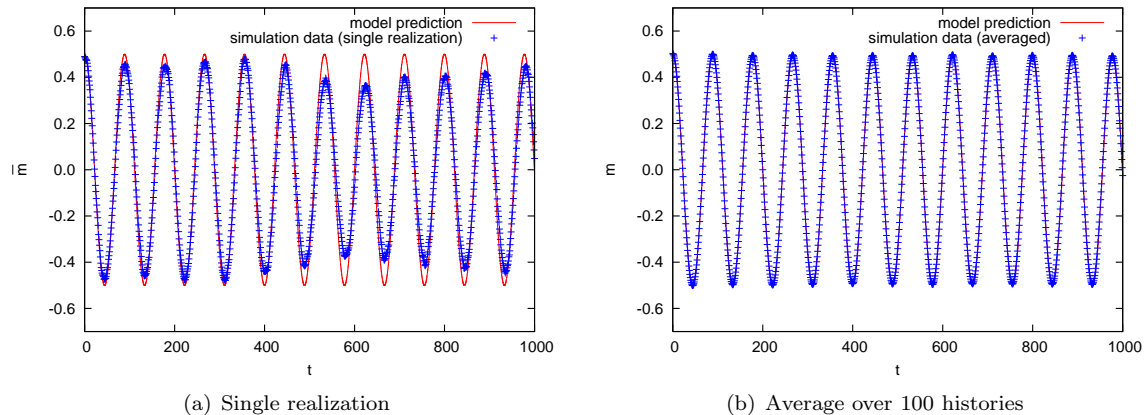 model prediction
simulation data (single realization)
0.6
0.4
0.2
0.0
-0.2
-0.4
-0.6
m̅
0 200 400 600 800 1000
t
(a) Single realization
model prediction
simulation data (averaged)
0.6
0.4
0.2
0.0
-0.2
-0.4
-0.6
m
0 200 400 600 800 1000
t
(b) Average over 100 histories